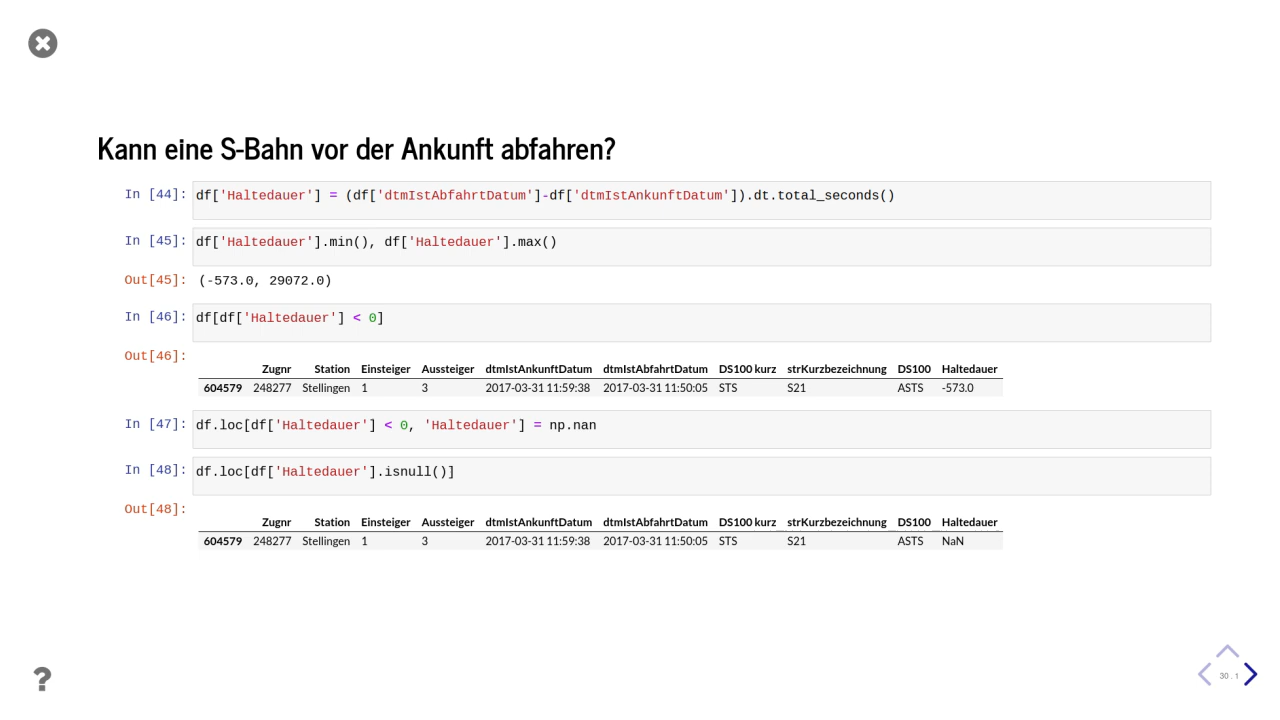 Kann eine S-Bahn vor der Ankunft abfahren?
In [44]: df['Haltedauer'] = (df['dtmIstAbfahrtDatum']-df['dtmIstAnkunftDatum']).dt.total_seconds()
In [45]: df['Haltedauer'].min(), df['Haltedauer'].max()
Out[45]: (-573.0, 29072.0)
In [46]: df[df['Haltedauer'] < 0]
Out[46]:
Zugnr Station Einsteiger Aussteiger dtmIstAnkunftDatum dtmIstAbfahrtDatum DS100 kurz strKurzbezeichnung DS100 Haltedauer
604579 248277 Stellingen 1 3 2017-03-31 11:59:38 2017-03-31 11:50:05 STS S21 ASTS -573.0
In [47]: df.loc[df['Haltedauer'] < 0, 'Haltedauer'] = np.nan
In [48]: df.loc[df['Haltedauer'].isnull()]
Out[48]:
Zugnr Station Einsteiger Aussteiger dtmIstAnkunftDatum dtmIstAbfahrtDatum DS100 kurz strKurzbezeichnung DS100 Haltedauer
604579 248277 Stellingen 1 3 2017-03-31 11:59:38 2017-03-31 11:50:05 STS S21 ASTS NaN
?
30 . 1